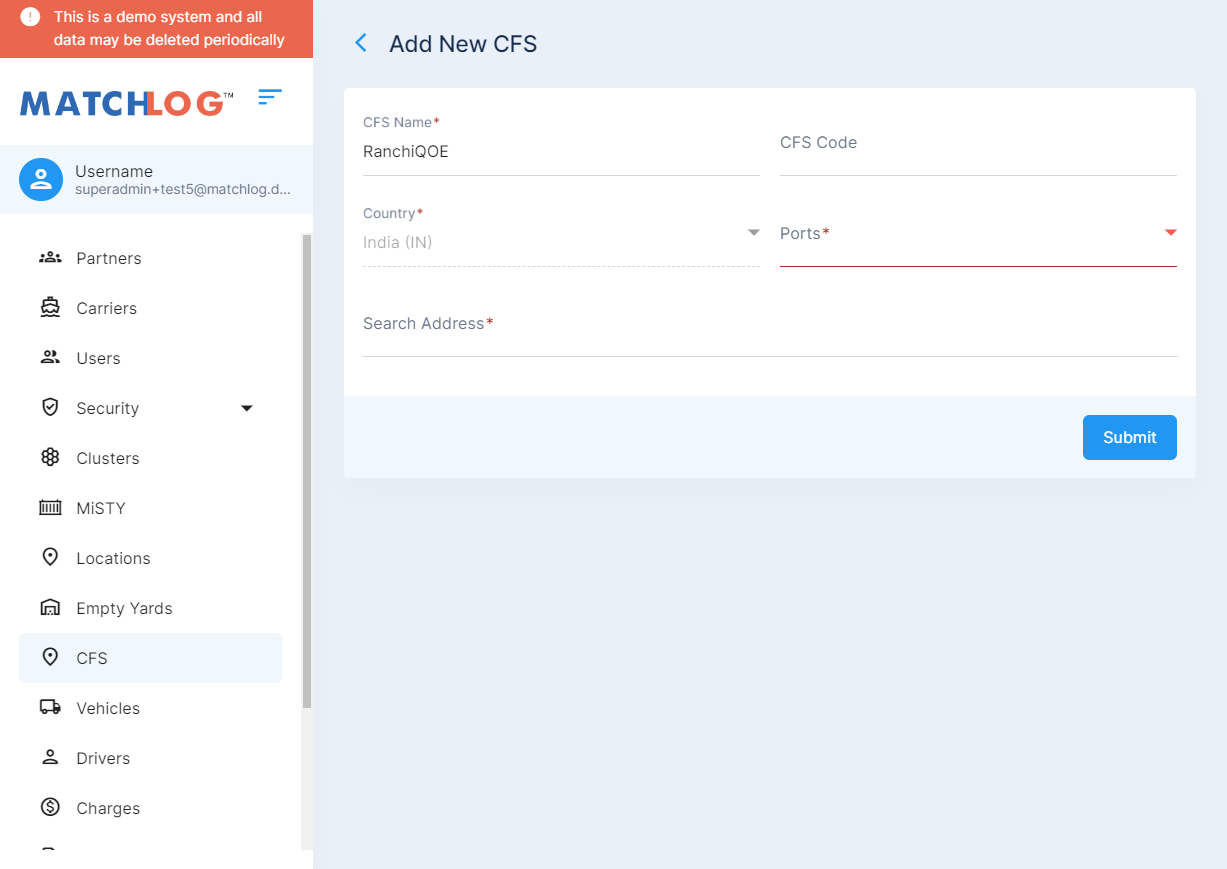 This is a demo system and all
data may be deleted periodically
MATCHLOG™
Username
superadmin+test5@matchlog.d...
Partners
Carriers
Users
Security
Clusters
MiSTY
Locations
Empty Yards
CFS
Vehicles
Drivers
Charges
Add New CFS
CFS Name*
RanchiQOE
CFS Code
Country*
India (IN)
Ports*
Search Address*
Submit